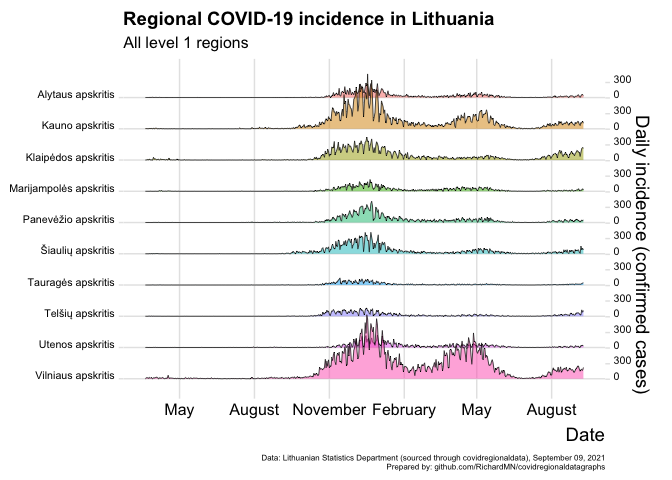 Regional COVID-19 incidence in Lithuania
All level 1 regions
Alytaus apskritis
300
0
Kauno apskritis
300
0
Klaipėdos apskritis
300
0
Marijampolės apskritis
300
0
Panevėžio apskritis
300
0
Šiaulių apskritis
300
0
Tauragės apskritis
300
0
Telšių apskritis
300
0
Utenos apskritis
300
0
Vilniaus apskritis
300
0
Daily incidence (confirmed cases)
May August November February May August
Date
Data: Lithuanian Statistics Department (sourced through covidregionaldata), September 09, 2021
Prepared by: github.com/RichardMN/covidregionaldatagraphs